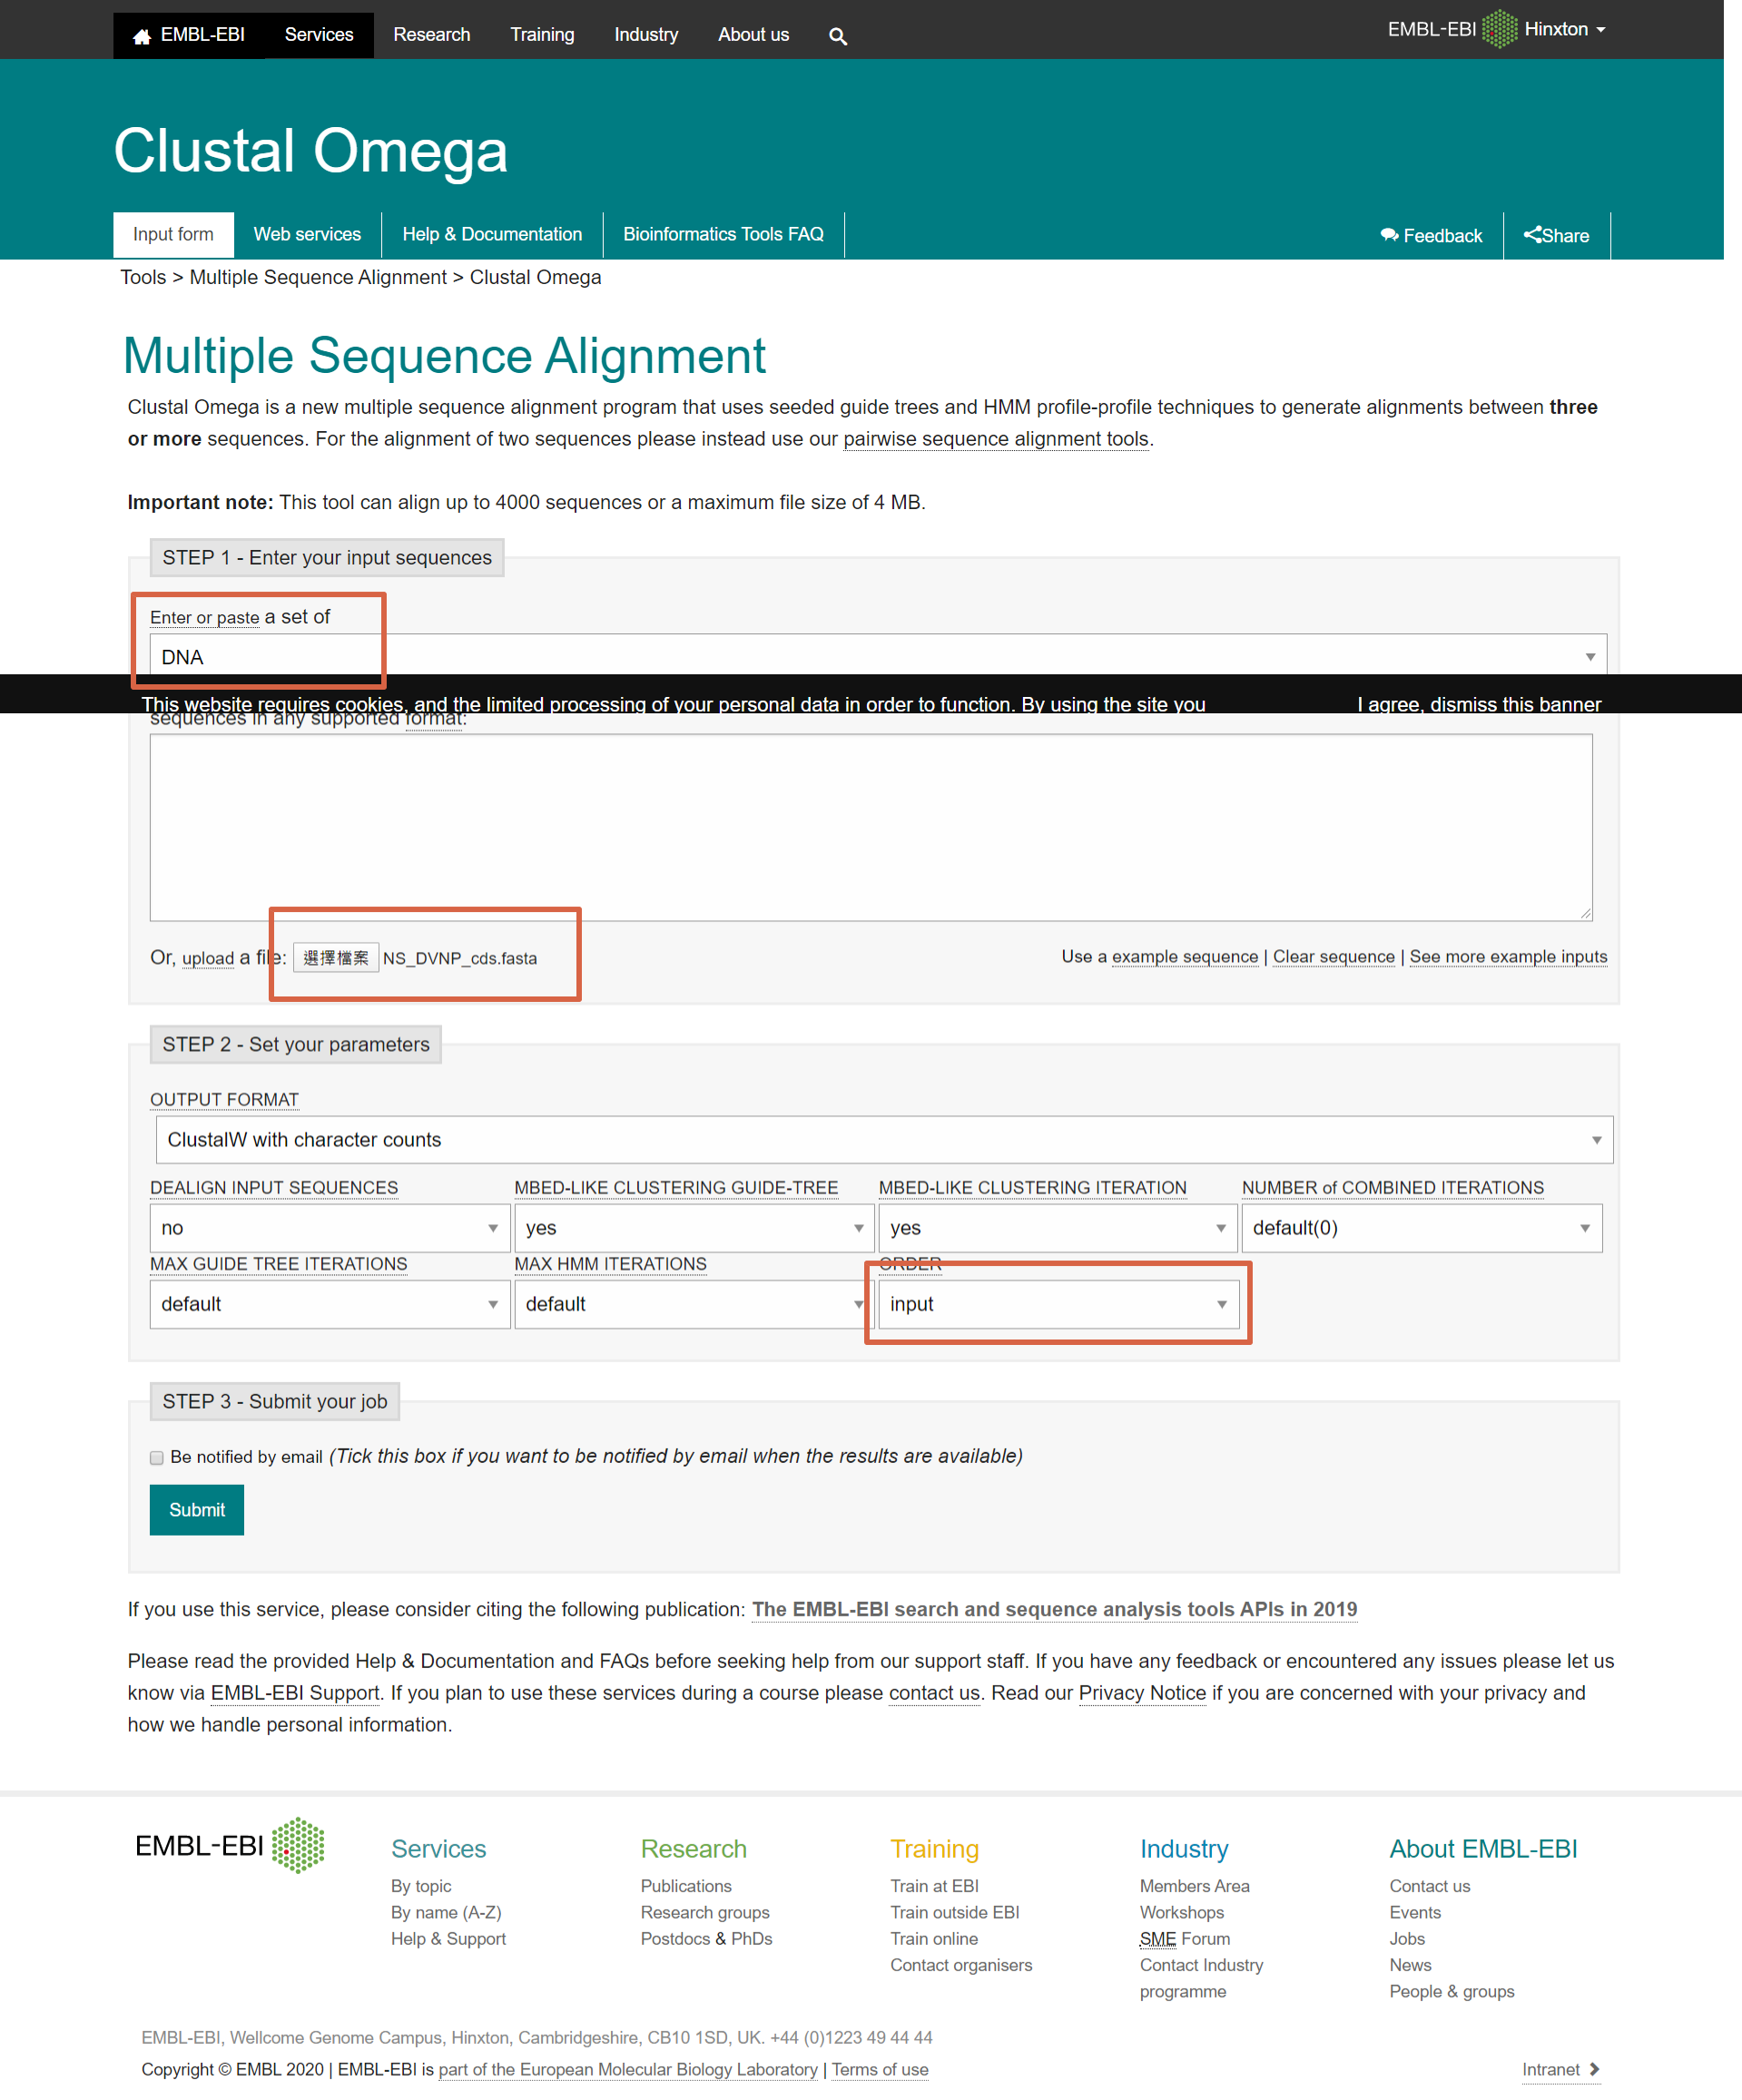 EMBL-EBI Services Research Training Industry About us EMBL-EBI Hinxton
Clustal Omega
Input form Web services Help & Documentation Bioinformatics Tools FAQ Feedback Share
Tools > Multiple Sequence Alignment > Clustal Omega
Multiple Sequence Alignment
Clustal Omega is a new multiple sequence alignment program that uses seeded guide trees and HMM profile-profile techniques to generate alignments between three
or more sequences. For the alignment of two sequences please instead use our pairwise sequence alignment tools.
Important note: This tool can align up to 4000 sequences or a maximum file size of 4 MB.
STEP 1 - Enter your input sequences
Enter or paste a set of
DNA
This website requires cookies, and the limited processing of your personal data in order to function. By using the site you I agree, dismiss this banner
sequences in any supported format:
Or, upload a file: 選擇檔案 NS_DVNP_cds.fasta Use a example sequence | Clear sequence | See more example inputs
STEP 2 - Set your parameters
OUTPUT FORMAT
ClustalW with character counts
DEALIGN INPUT SEQUENCES MBED-LIKE CLUSTERING GUIDE-TREE MBED-LIKE CLUSTERING ITERATION NUMBER of COMBINED ITERATIONS
no yes yes default(0)
MAX GUIDE TREE ITERATIONS MAX HMM ITERATIONS ORDER
default default input
STEP 3 - Submit your job
Be notified by email (Tick this box if you want to be notified by email when the results are available)
Submit
If you use this service, please consider citing the following publication: The EMBL-EBI search and sequence analysis tools APIs in 2019
Please read the provided Help & Documentation and FAQs before seeking help from our support staff. If you have any feedback or encountered any issues please let us
know via EMBL-EBI Support. If you plan to use these services during a course please contact us. Read our Privacy Notice if you are concerned with your privacy and
how we handle personal information.
EMBL-EBI Services Research Training Industry About EMBL-EBI
By topic Publications Train at EBI Members Area Contact us
By name (A-Z) Research groups Train outside EBI Workshops Events
Help & Support Postdocs & PhDs Train online SME Forum Jobs
Contact organisers Contact Industry News
programme People & groups
EMBL-EBI, Wellcome Genome Campus, Hinxton, Cambridgeshire, CB10 1SD, UK. +44 (0)1223 49 44 44
Copyright © EMBL 2020 | EMBL-EBI is part of the European Molecular Biology Laboratory | Terms of use Intranet